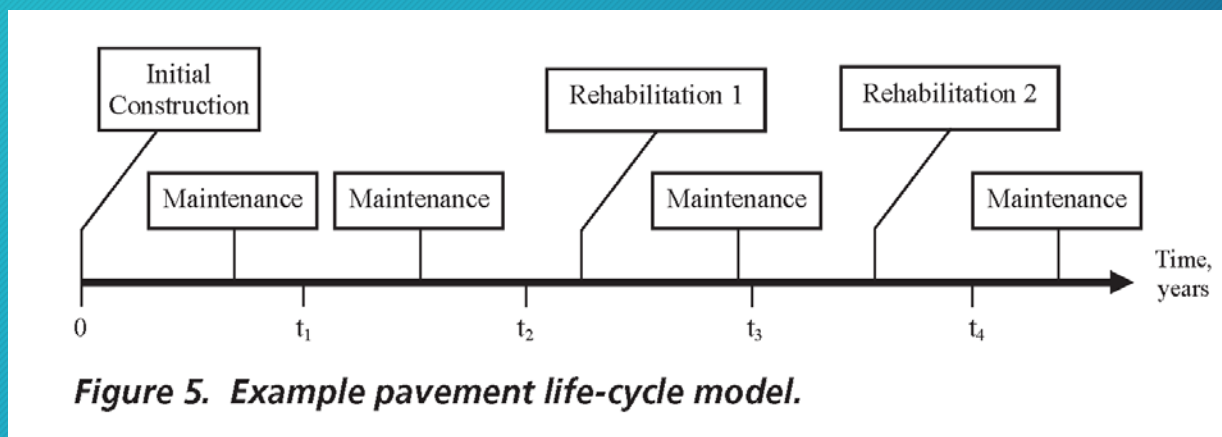 Initial
Construction
Rehabilitation 1
Rehabilitation 2
Maintenance
Maintenance
Maintenance
Maintenance
Time,
years
0
t₁
t₂
t₃
t₄
Figure 5. Example pavement life-cycle model.